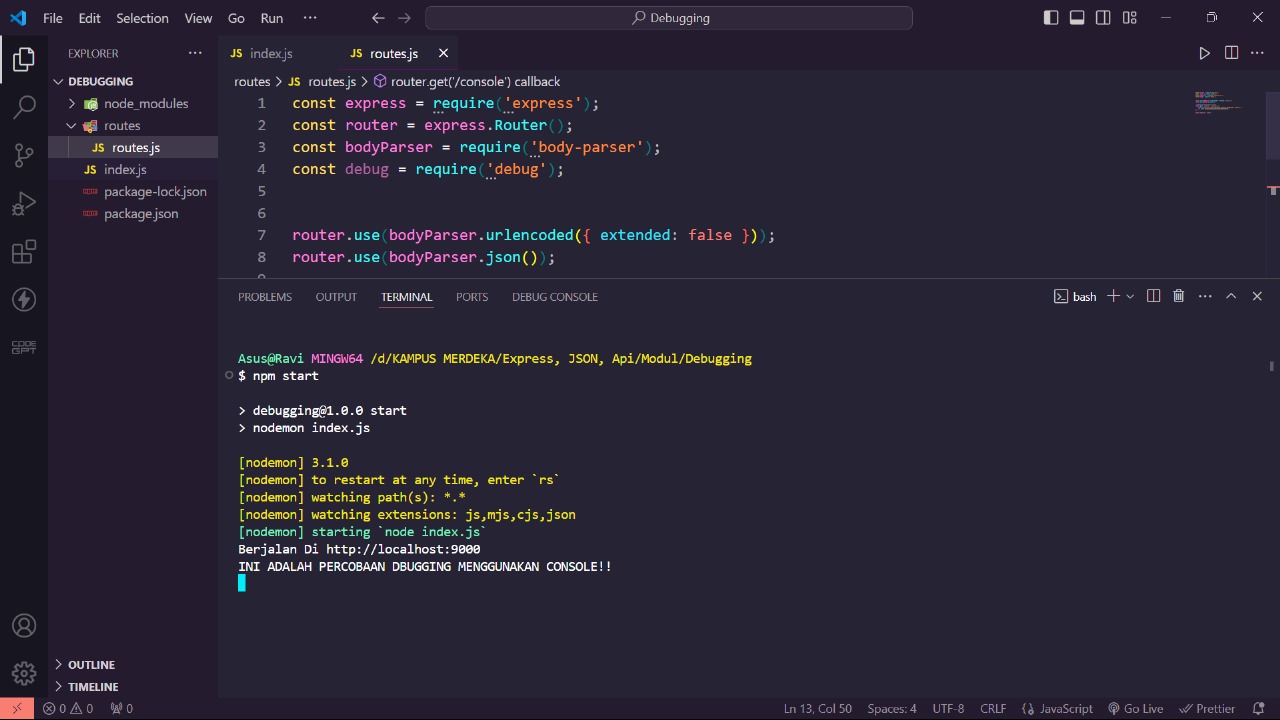 File Edit Selection View Go Run ··· Debugging
EXPLORER ···
DEBUGGING
node_modules
routes
JS routes.js
JS index.js
package-lock.json
package.json
OUTLINE
TIMELINE
CODE
GPT
JS index.js JS routes.js
routes > JS routes.js > router.get('/console') callback
1 const express = require('express');
2 const router = express.Router();
3 const bodyParser = require('body-parser');
4 const debug = require('debug');
5
6
7 router.use(bodyParser.urlencoded({ extended: false }));
8 router.use(bodyParser.json());
PROBLEMS OUTPUT TERMINAL PORTS DEBUG CONSOLE bash
Asus@Ravi MINGW64 /d/KAMPUS MERDEKA/Express, JSON, Api/Modul/Debugging
$ npm start
> debugging@1.0.0 start
> nodemon index.js
[nodemon] 3.1.0
[nodemon] to restart at any time, enter `rs`
[nodemon] watching path(s): *.*
[nodemon] watching extensions: js,mjs,cjs,json
[nodemon] starting `node index.js`
Berjalan Di http://localhost:9000
INI ADALAH PERCOBAAN DBUGGING MENGGUNAKAN CONSOLE!!
0 0 0 Ln 13, Col 50 Spaces: 4 UTF-8 CRLF JavaScript Go Live Prettier